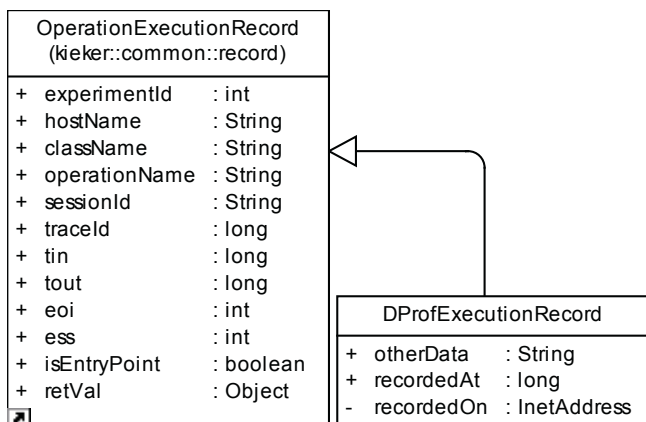 OperationExecutionRecord
(kieker::common::record)
+ experimentId : int
+ hostName : String
+ className : String
+ operationName : String
+ sessionId : String
+ traceId : long
+ tin : long
+ tout : long
+ eoi : int
+ ess : int
+ isEntryPoint : boolean
+ retVal : Object
DProfExecutionRecord
+ otherData : String
+ recordedAt : long
- recordedOn : InetAddress